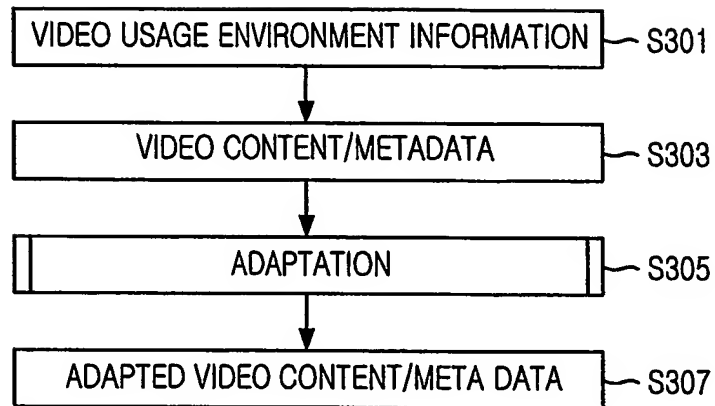 VIDEO USAGE ENVIRONMENT INFORMATION S301
VIDEO CONTENT/METADATA S303
ADAPTATION S305
ADAPTED VIDEO CONTENT/META DATA S307